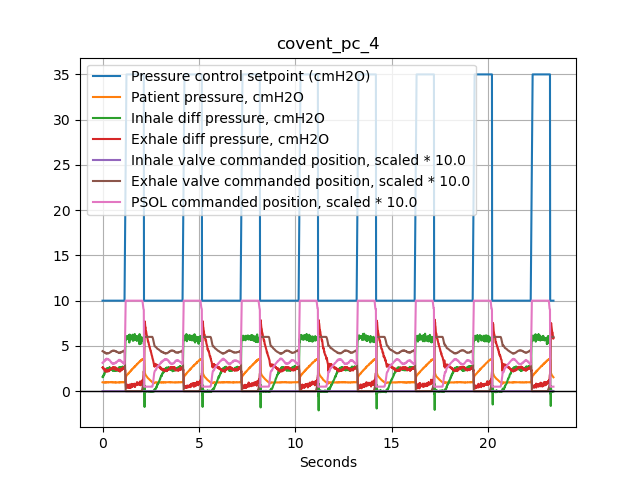 covent_pc_4
Pressure control setpoint (cmH2O)
Patient pressure, cmH2O
Inhale diff pressure, cmH2O
Exhale diff pressure, cmH2O
Inhale valve commanded position, scaled * 10.0
Exhale valve commanded position, scaled * 10.0
PSOL commanded position, scaled * 10.0
35
30
25
20
15
10
5
0
0 5 10 15 20
Seconds